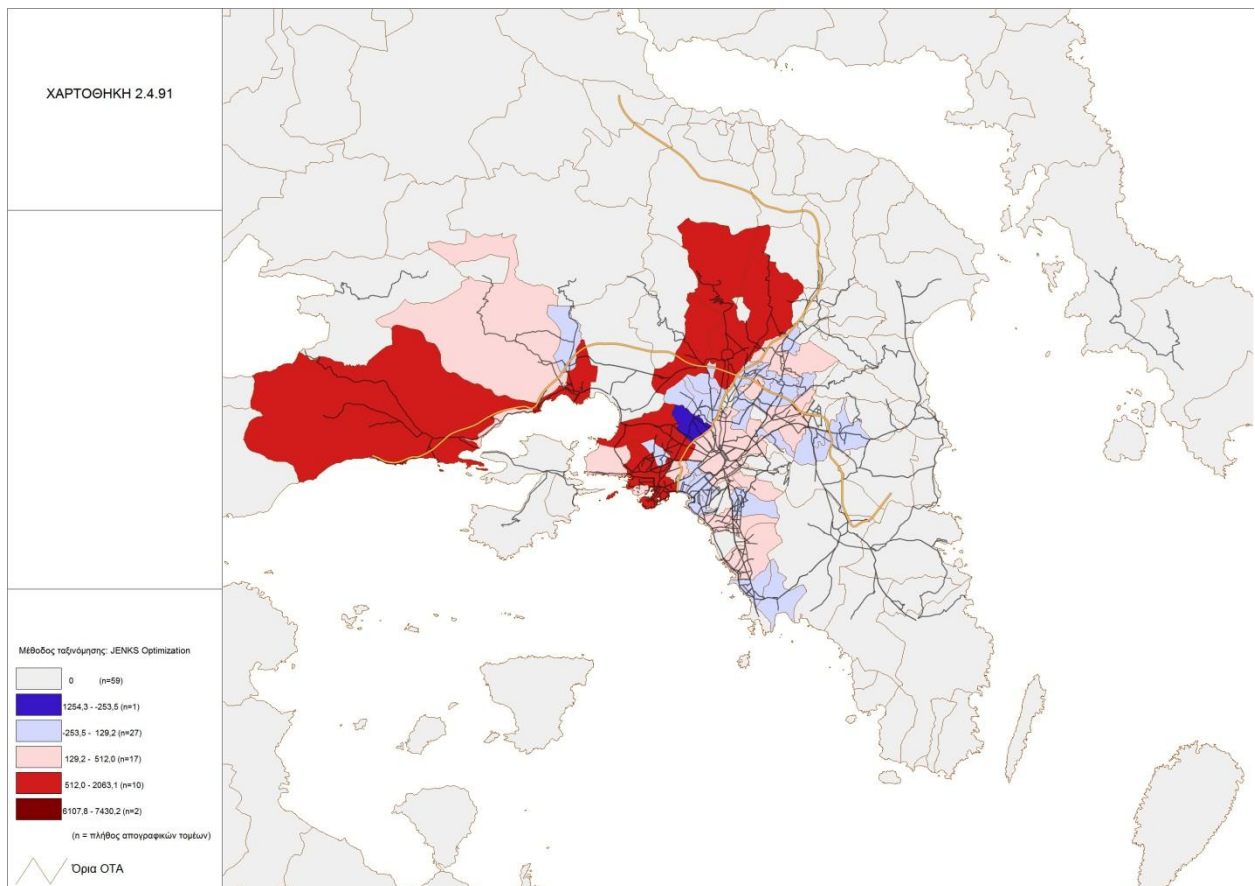 ΧΑΡΤΟΘΗΚΗ 2.4.91
Μέθοδος ταξινόμησης: JENKS Optimization
0 (n=59)
1254,3 - -253,5 (n=1)
-253,5 - 129,2 (n=27)
129,2 - 512,0 (n=17)
512,0 - 2063,1 (n=10)
6107,8 - 7430,2 (n=2)
(n = πλήθος απογραφικών τομέων)
Όρια ΟΤΑ